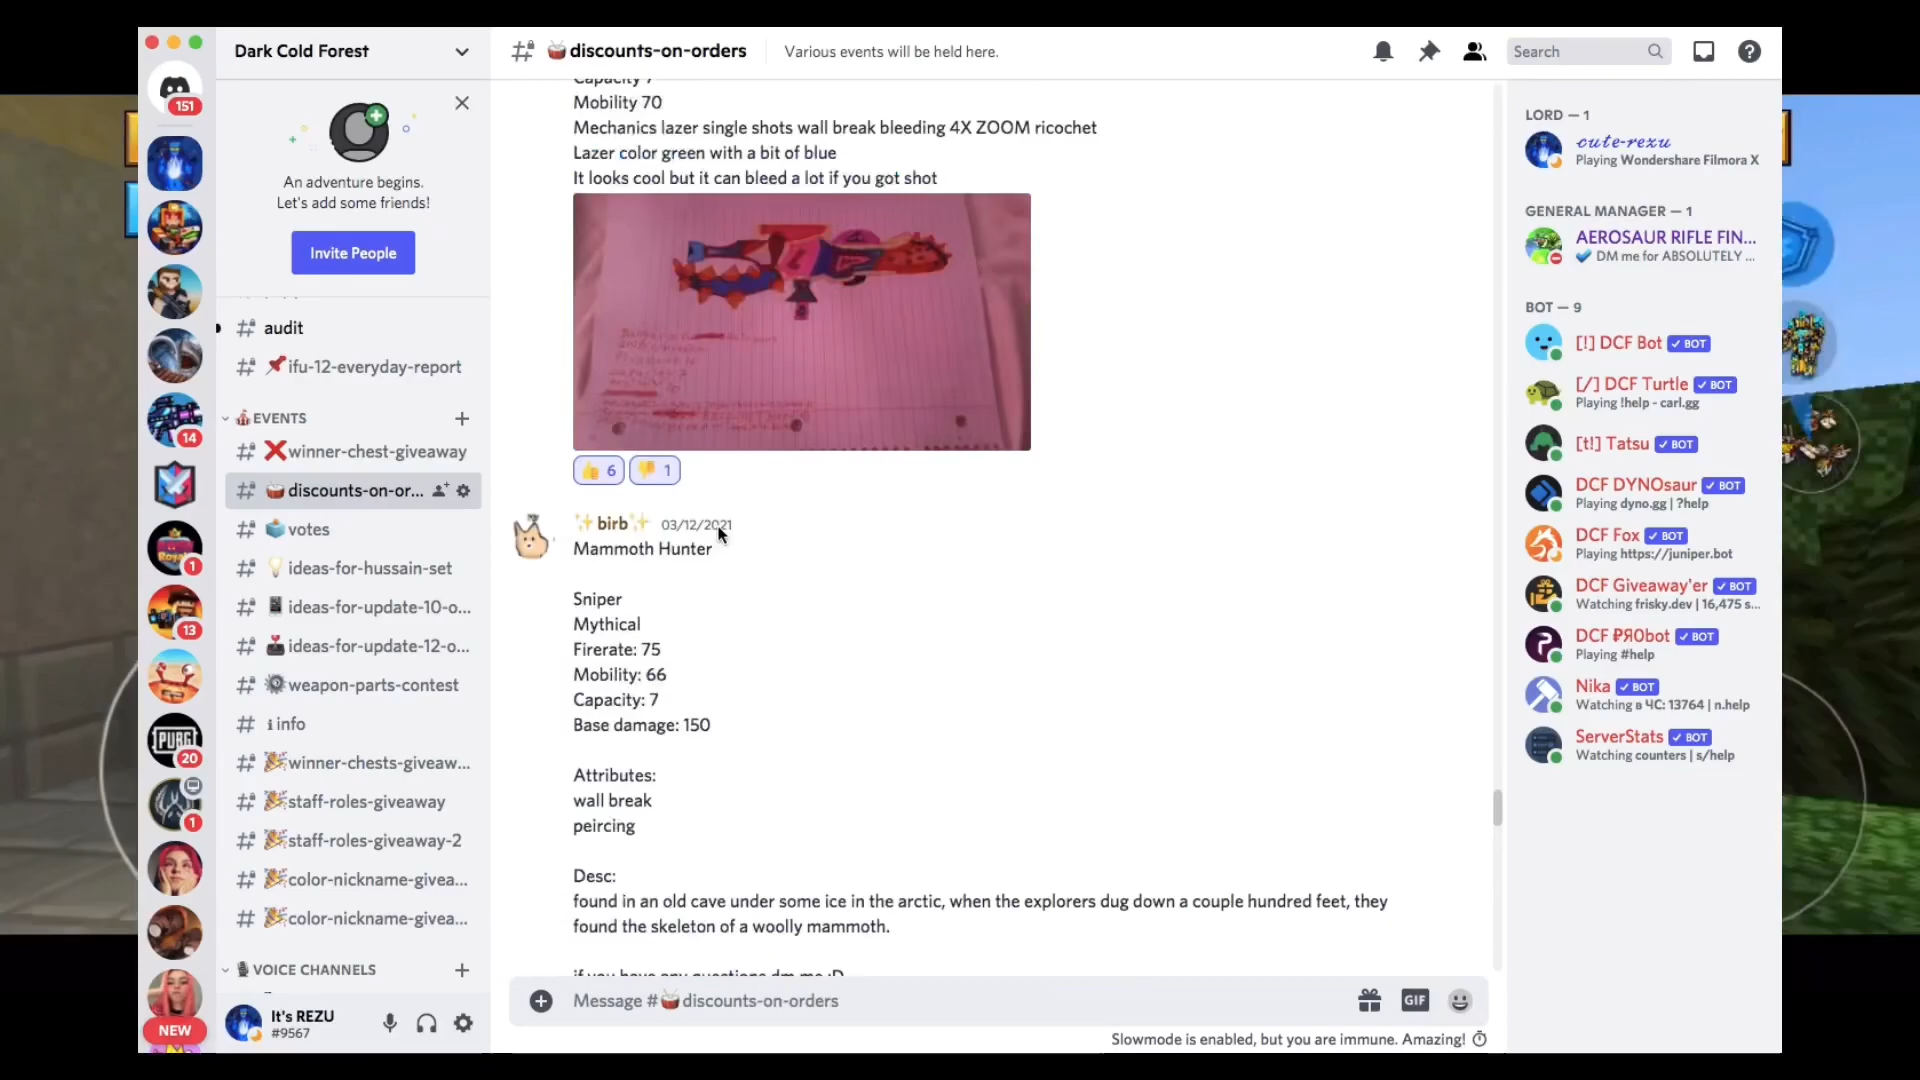 Dark Cold Forest
🥁discounts-on-orders
Various events will be held here.
Search
151
An adventure begins.
Let's add some friends!
Invite People
audit
📌ifu-12-everyday-report
🎪EVENTS
❌winner-chest-giveaway
🥁discounts-on-or...
🗳️votes
💡ideas-for-hussain-set
📱ideas-for-update-10-o...
🕹️ideas-for-update-12-o...
⚙️weapon-parts-contest
ℹ️info
🎉winner-chests-giveaw...
🎉staff-roles-giveaway
🎉staff-roles-giveaway-2
🎉color-nickname-givea...
🎉color-nickname-givea...
🎙️VOICE CHANNELS
14
1
13
PUBG
20
1
NEW
It's REZU
#9567
Capacity 7
Mobility 70
Mechanics lazer single shots wall break bleeding 4X ZOOM ricochet
Lazer color green with a bit of blue
It looks cool but it can bleed a lot if you got shot
👍 6 👎 1
✨birb✨ 03/12/2021
Mammoth Hunter
Sniper
Mythical
Firerate: 75
Mobility: 66
Capacity: 7
Base damage: 150
Attributes:
wall break
peircing
Desc:
found in an old cave under some ice in the arctic, when the explorers dug down a couple hundred feet, they
found the skeleton of a woolly mammoth.
if you have any questions dm me :D
Message #🥁discounts-on-orders
GIF
Slowmode is enabled, but you are immune. Amazing!
LORD — 1
cute-rezu
Playing Wondershare Filmora X
GENERAL MANAGER — 1
AEROSAUR RIFLE FIN...
DM me for ABSOLUTELY ...
BOT — 9
[!] DCF Bot ✓ BOT
[/] DCF Turtle ✓ BOT
Playing !help - carl.gg
[t!] Tatsu ✓ BOT
DCF DYNOsaur ✓ BOT
Playing dyno.gg | ?help
DCF Fox ✓ BOT
Playing https://juniper.bot
DCF Giveaway'er ✓ BOT
Watching frisky.dev | 16,475 s...
DCF ₽ЯObot ✓ BOT
Playing #help
Nika ✓ BOT
Watching в ЧС: 13764 | n.help
ServerStats ✓ BOT
Watching counters | s/help